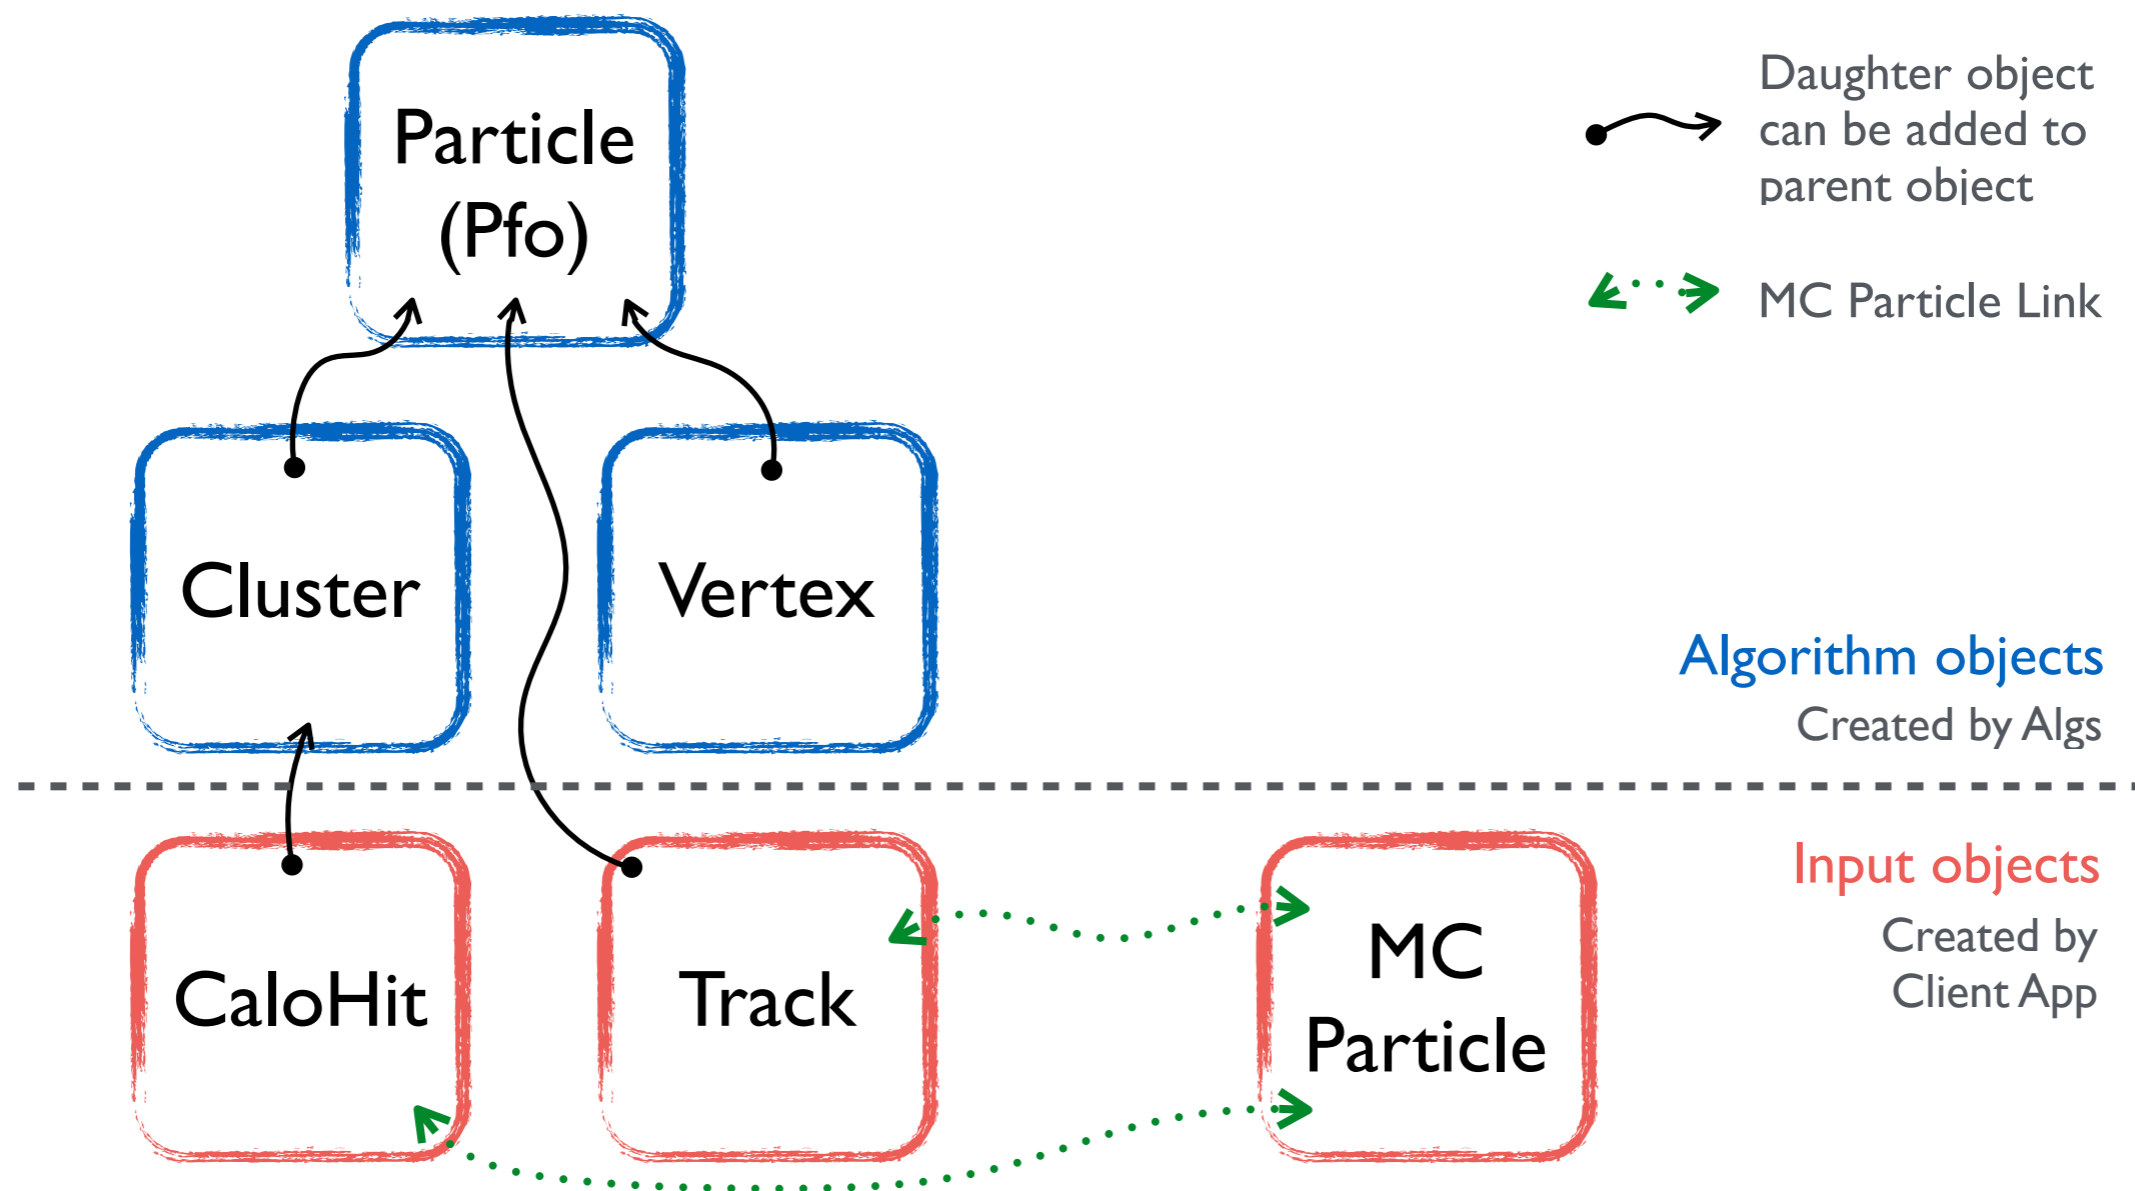 Particle
(Pfo)
Daughter object
can be added to
parent object
MC Particle Link
Cluster
Vertex
Algorithm objects
Created by Algs
CaloHit
Track
MC
Particle
Input objects
Created by
Client App